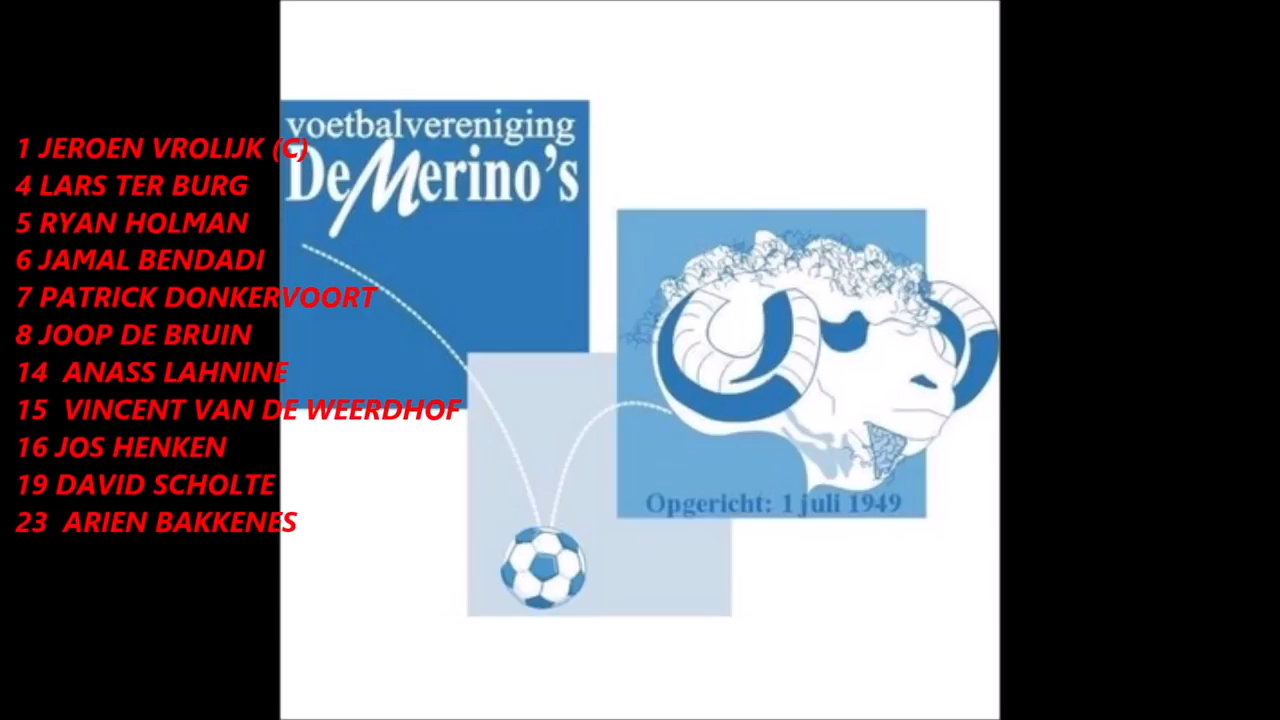 voetbalvereniging
De Merino's
1 JEROEN VROLIJK (C)
4 LARS TER BURG
5 RYAN HOLMAN
6 JAMAL BENDADI
7 PATRICK DONKERVOORT
8 JOOP DE BRUIN
14 ANASS LAHNINE
15 VINCENT VAN DE WEERDHOF
16 JOS HENKEN
19 DAVID SCHOLTE
23 ARIEN BAKKENES
Opgericht: 1 juli 1949